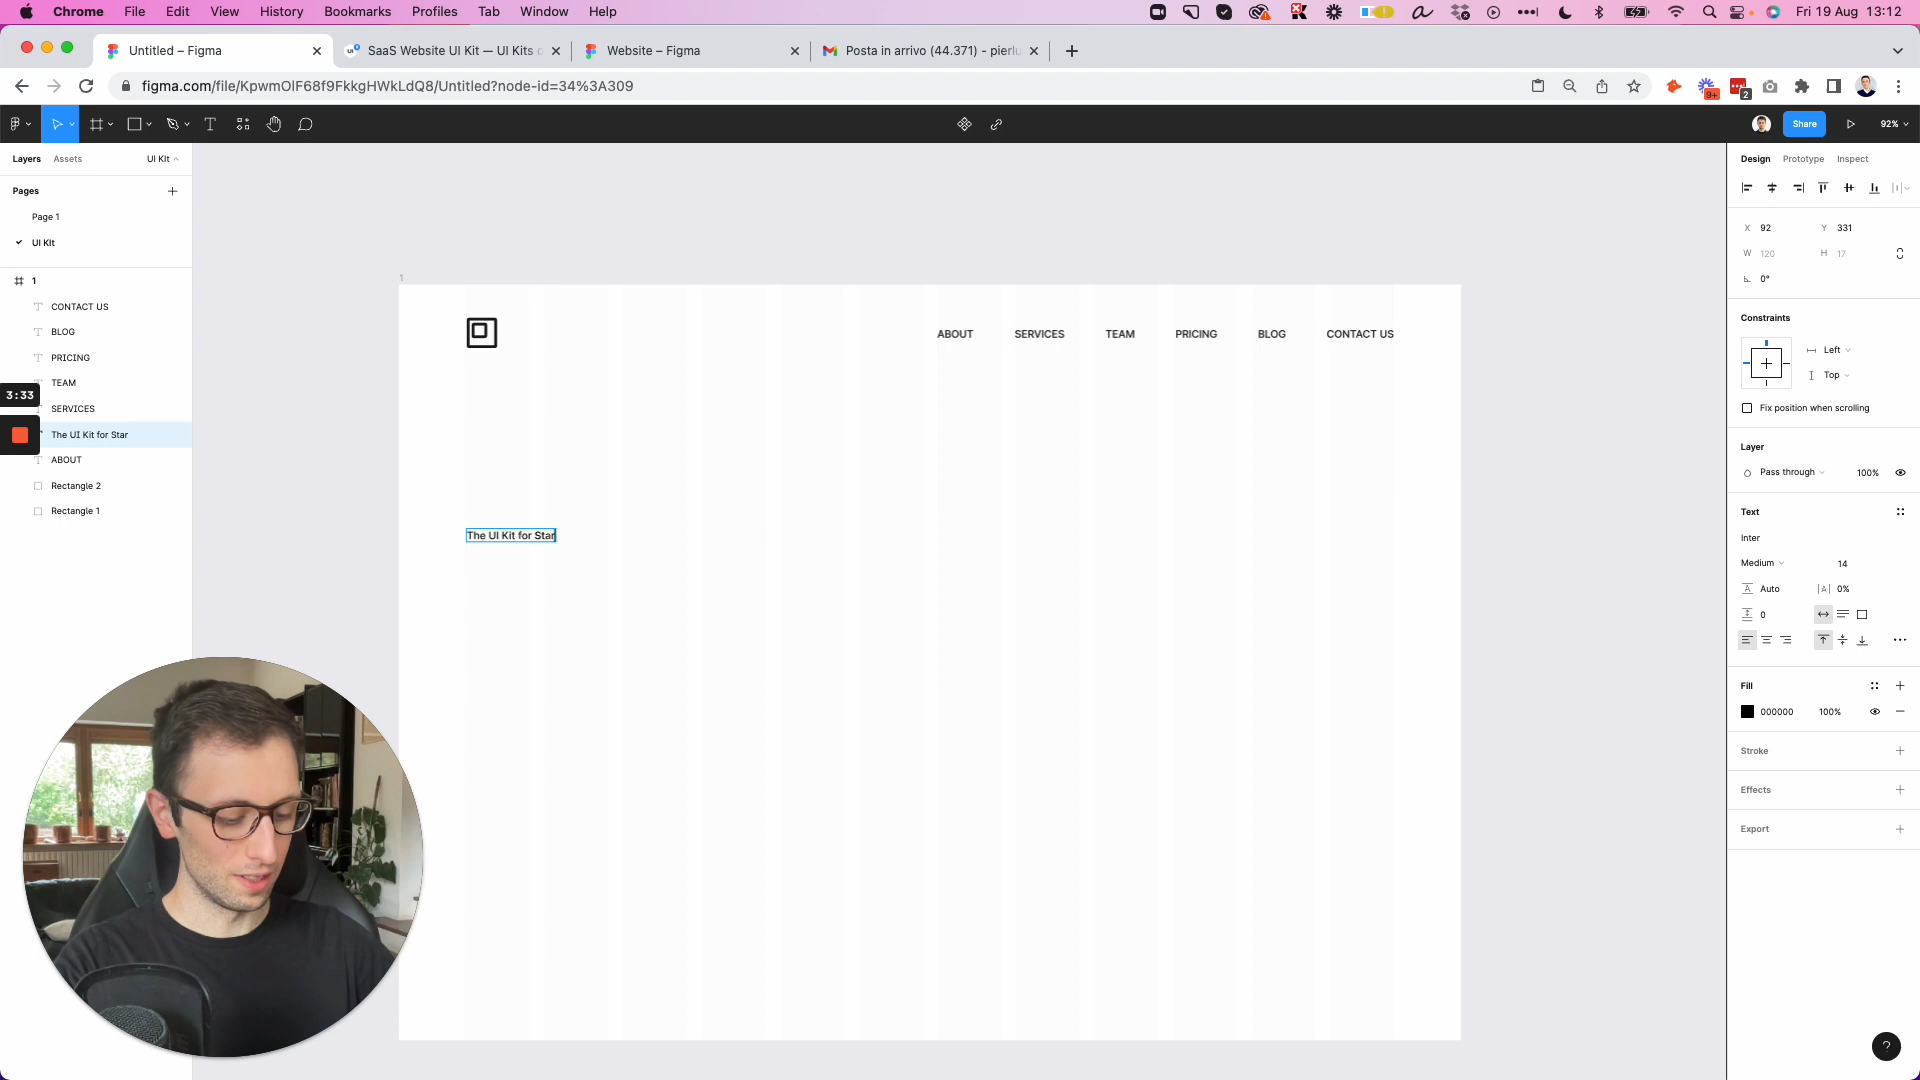 Chrome File Edit View History Bookmarks Profiles Tab Window Help
Fri 19 Aug 13:12
Untitled – Figma
SaaS Website UI Kit — UI Kits
Website – Figma
Posta in arrivo (44.371) - pierlu
figma.com/file/KpwmOlF68f9FkkgHWkLdQ8/Untitled?node-id=34%3A309
9+
2
Share
92%
Layers Assets UI KIt
Pages
Page 1
UI KIt
1
CONTACT US
BLOG
PRICING
TEAM
3:33
SERVICES
The UI Kit for Star
ABOUT
Rectangle 2
Rectangle 1
1
ABOUT SERVICES TEAM PRICING BLOG CONTACT US
The UI Kit for Star
Design Prototype Inspect
X 92 Y 331
W 120 H 17
0°
Constraints
Left
Top
Fix position when scrolling
Layer
Pass through 100%
Text
Inter
Medium 14
Auto |A| 0%
0
Fill
000000 100%
Stroke
Effects
Export
?